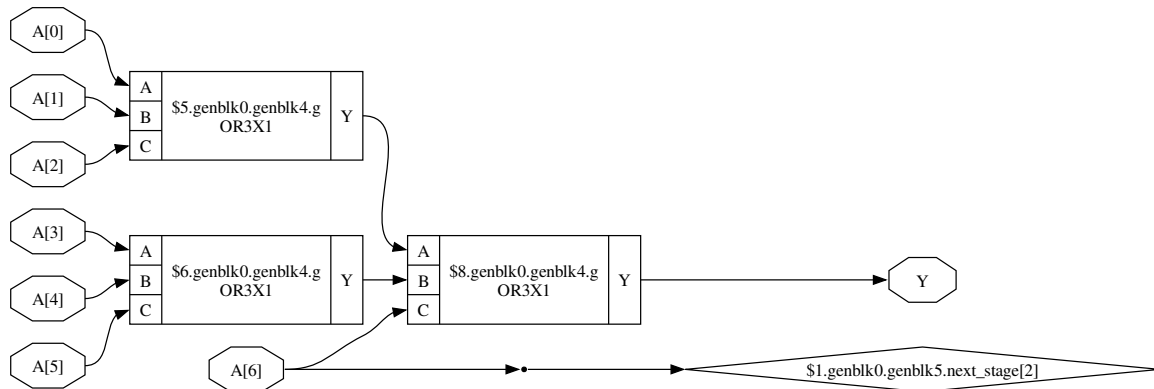 A[0]
A[1]
A[2]
A
B
C
$5.genblk0.genblk4.g
OR3X1
Y
A[3]
A[4]
A[5]
A
B
C
$6.genblk0.genblk4.g
OR3X1
Y
A
B
C
$8.genblk0.genblk4.g
OR3X1
Y
Y
A[6]
$1.genblk0.genblk5.next_stage[2]